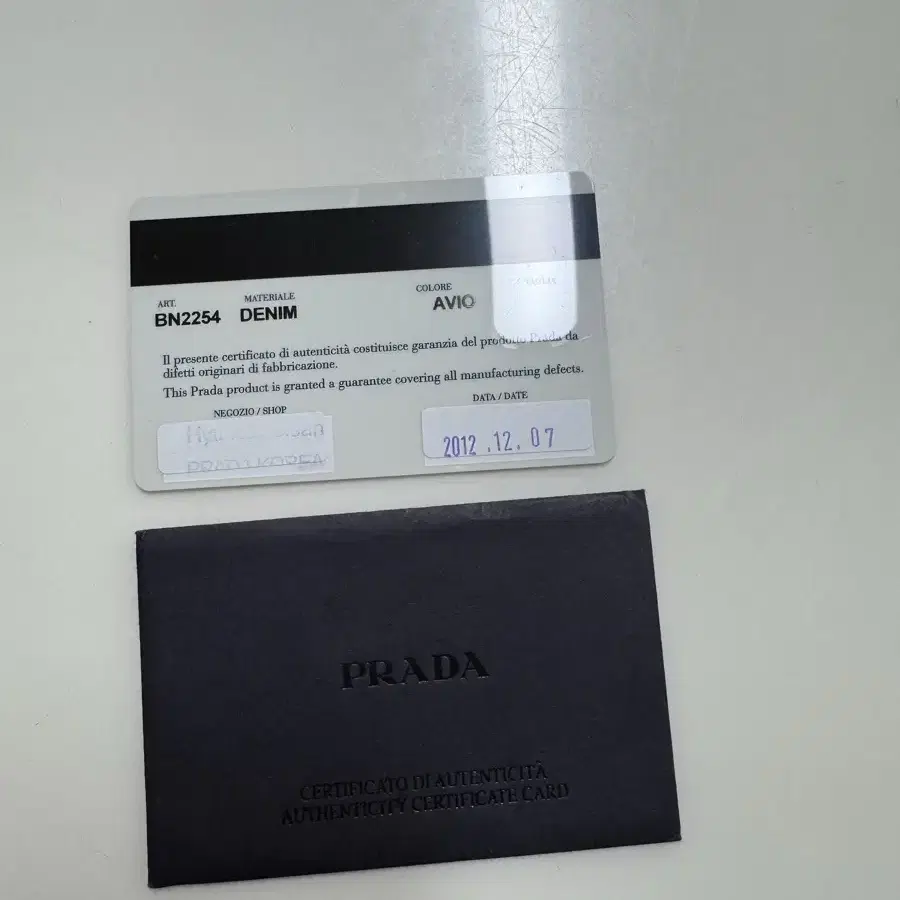 ART.
BN2254
MATERIALE
DENIM
COLORE
AVIO
Il presente certificato di autenticità costituisce garanzia del prodotto Prada da
difetti originari di fabbricazione.
This Prada product is granted a guarantee covering all manufacturing defects.
NEGOZIO / SHOP
PRADA KOREA
DATA / DATE
2012 .12. 07
PRADA
CERTIFICATO DI AUTENTICITÀ
AUTHENTICITY CERTIFICATE CARD